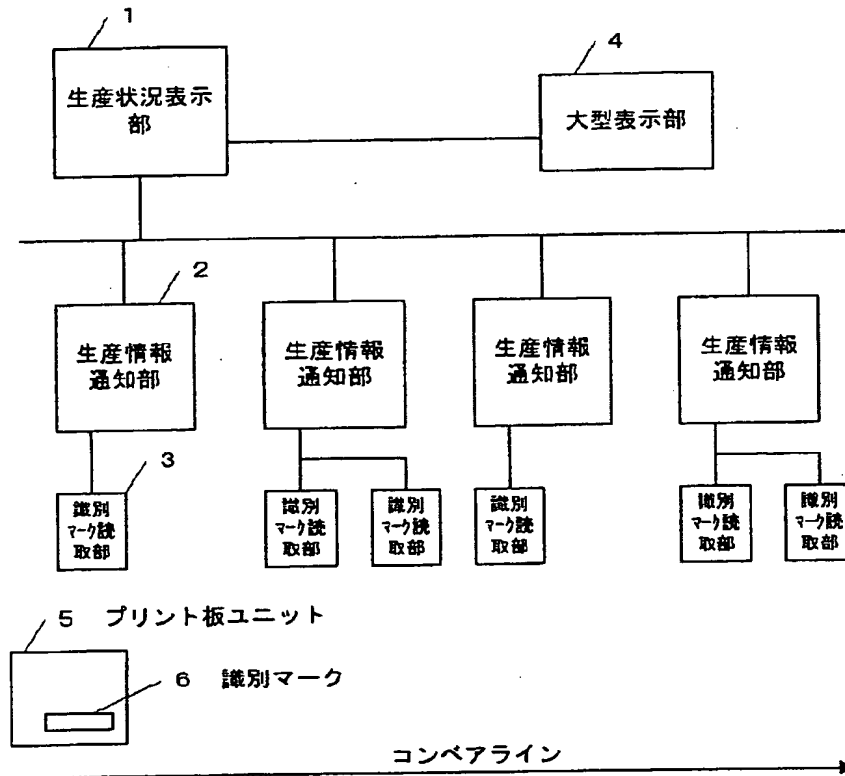 1
生産状況表示
部
4
大型表示部
2
生産情報
通知部
生産情報
通知部
生産情報
通知部
生産情報
通知部
3
識別
マーク読
取部
識別
マーク読
取部
識別
マーク読
取部
識別
マーク読
取部
識別
マーク読
取部
識別
マーク読
取部
5 プリント板ユニット
6 識別マーク
コンベアライン